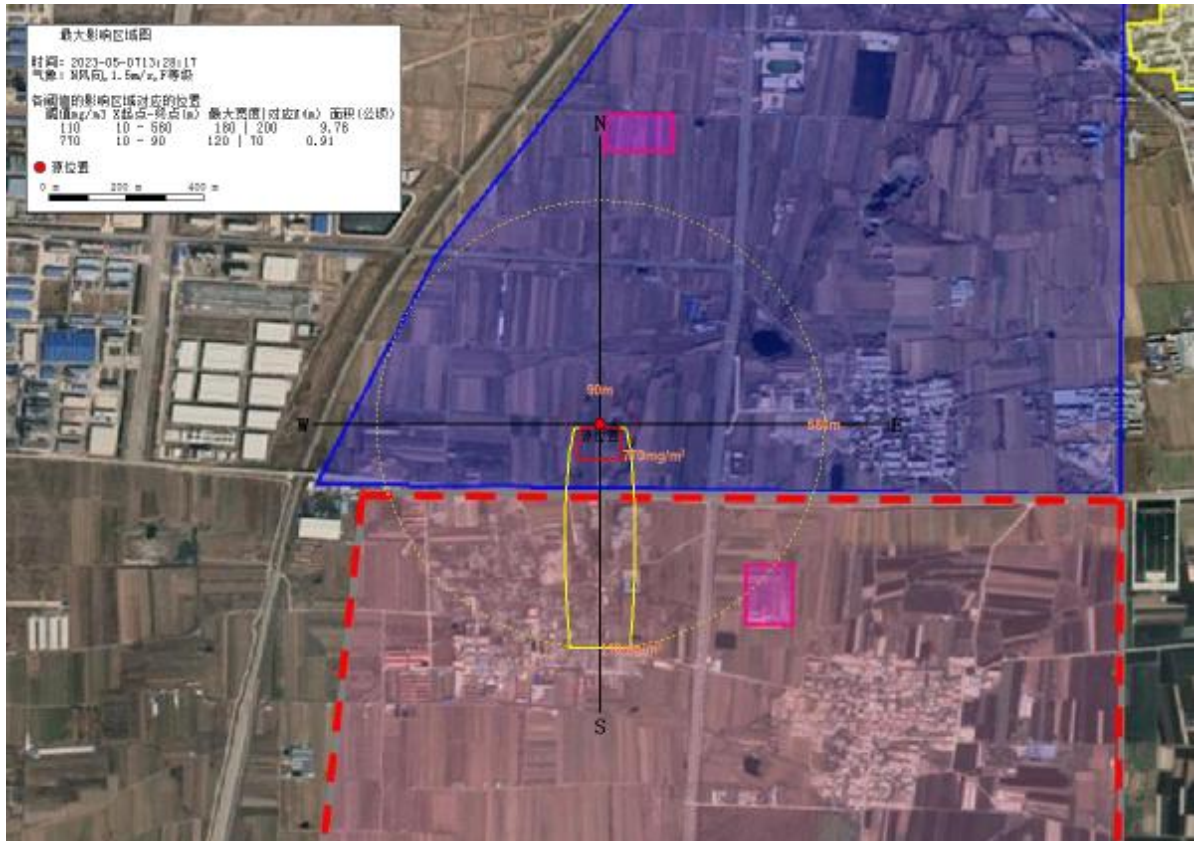 最大影响区域图
时间: 2023-05-0713:28:17
气象: N风向,1.5m/s,F等级
各阈值的影响区域对应的位置
阈值mg/m3 X起点-终点(m) 最大宽度|对应X(m) 面积(公顷)
110 10 - 580 180 | 200 9.78
770 10 - 90 120 | 70 0.91
源位置
0 m 200 m 400 m
N
90m
W
E
580m
770mg/m³
110mg/m³
S